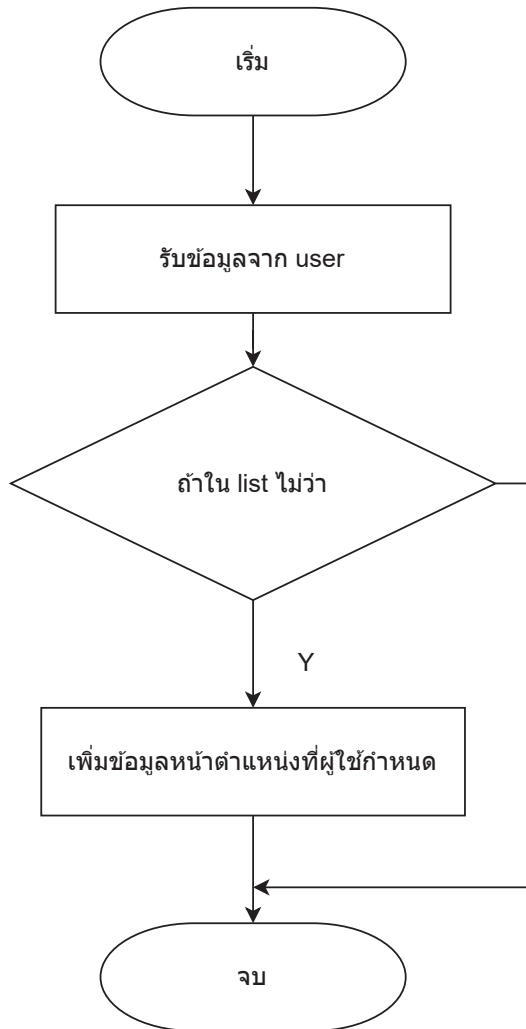 เริ่ม
รับข้อมูลจาก user
ถ้าใน list ไม่ว่า
Y
เพิ่มข้อมูลหน้าตำแหน่งที่ผู้ใช้กำหนด
จบ